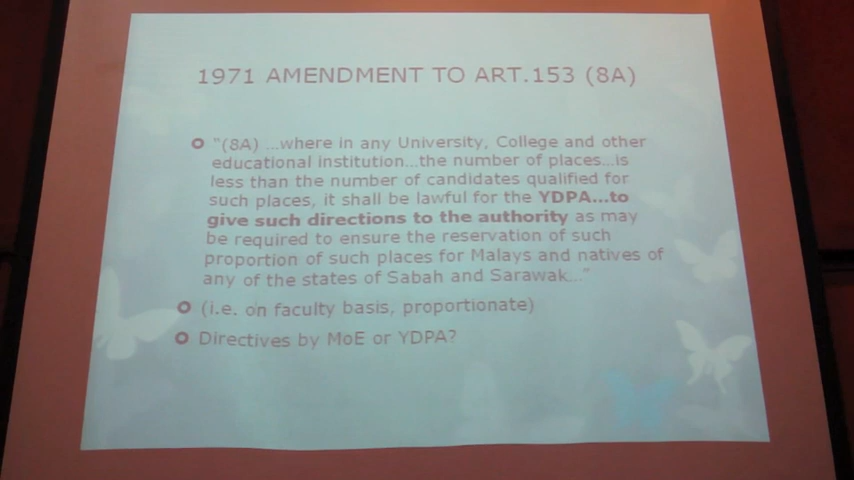 1971 AMENDMENT TO ART.153 (8A)
"(8A) ...where in any University, College and other
educational institution...the number of places...is
less than the number of candidates qualified for
such places, it shall be lawful for the YDPA...to
give such directions to the authority as may
be required to ensure the reservation of such
proportion of such places for Malays and natives of
any of the states of Sabah and Sarawak..."
(i.e. on faculty basis, proportionate)
Directives by MoE or YDPA?